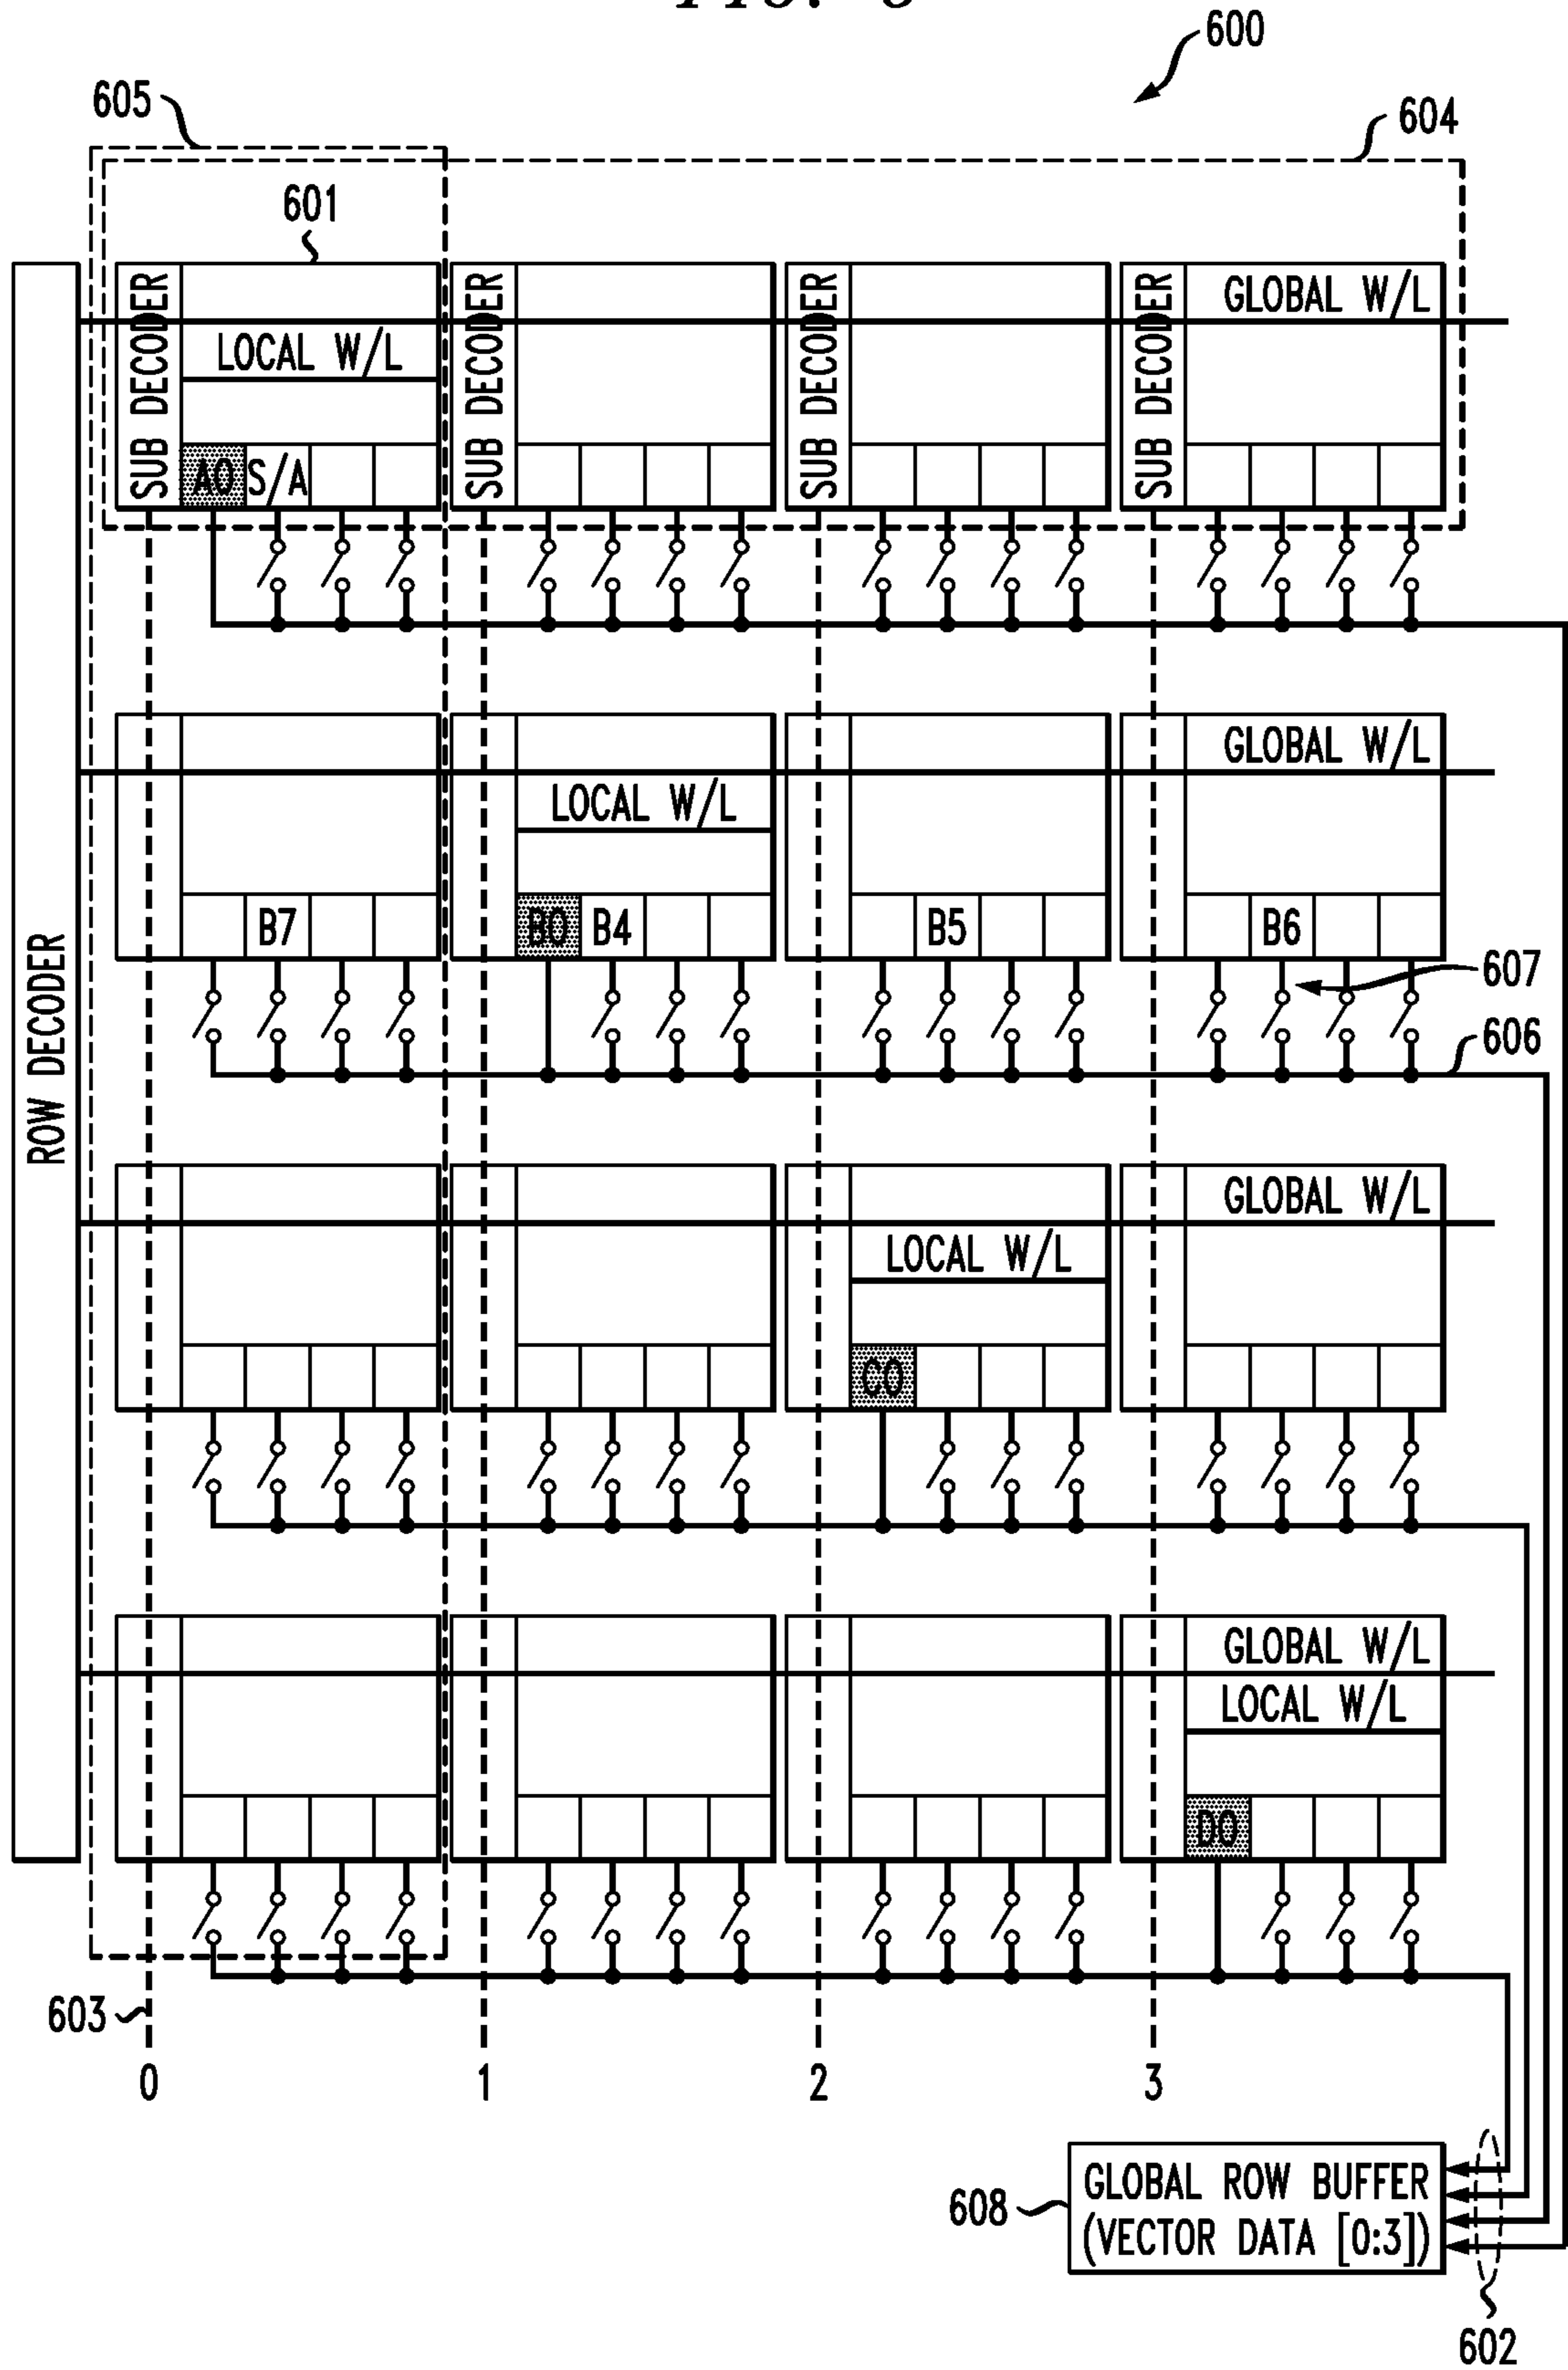 FIG. 6
600
605
604
601
SUB DECODER
SUB DECODER
SUB DECODER
SUB DECODER
GLOBAL W/L
LOCAL W/L
A0 S/A
ROW DECODER
GLOBAL W/L
LOCAL W/L
B7 B0 B4 B5 B6
607
606
GLOBAL W/L
LOCAL W/L
C0
GLOBAL W/L
LOCAL W/L
D0
603
0 1 2 3
608
GLOBAL ROW BUFFER
(VECTOR DATA [0:3])
602